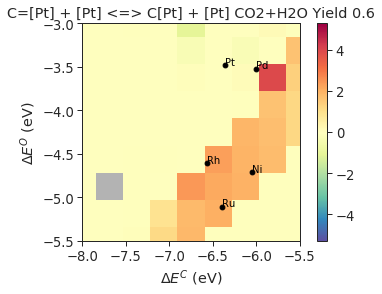 C=[Pt] + [Pt] <=> C[Pt] + [Pt] CO2+H2O Yield 0.6
−3.0
−3.5
−4.0
−4.5
−5.0
−5.5
ΔE^O (eV)
Pt
Pd
Rh
Ni
Ru
−8.0 −7.5 −7.0 −6.5 −6.0 −5.5
ΔE^C (eV)
4
2
0
−2
−4